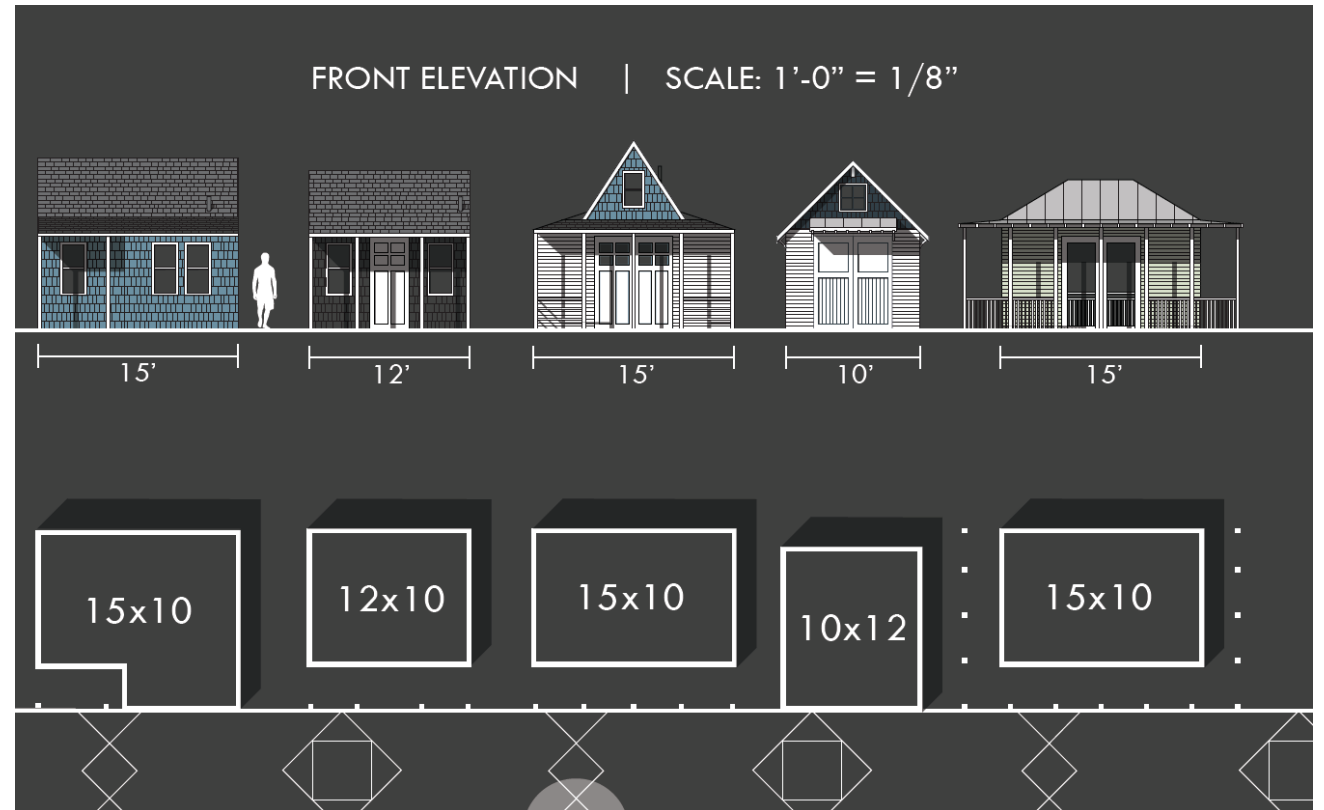 FRONT ELEVATION | SCALE: 1’-0” = 1/8”
15’ 12’ 15’ 10’ 15’
15x10 12x10 15x10 10x12 15x10